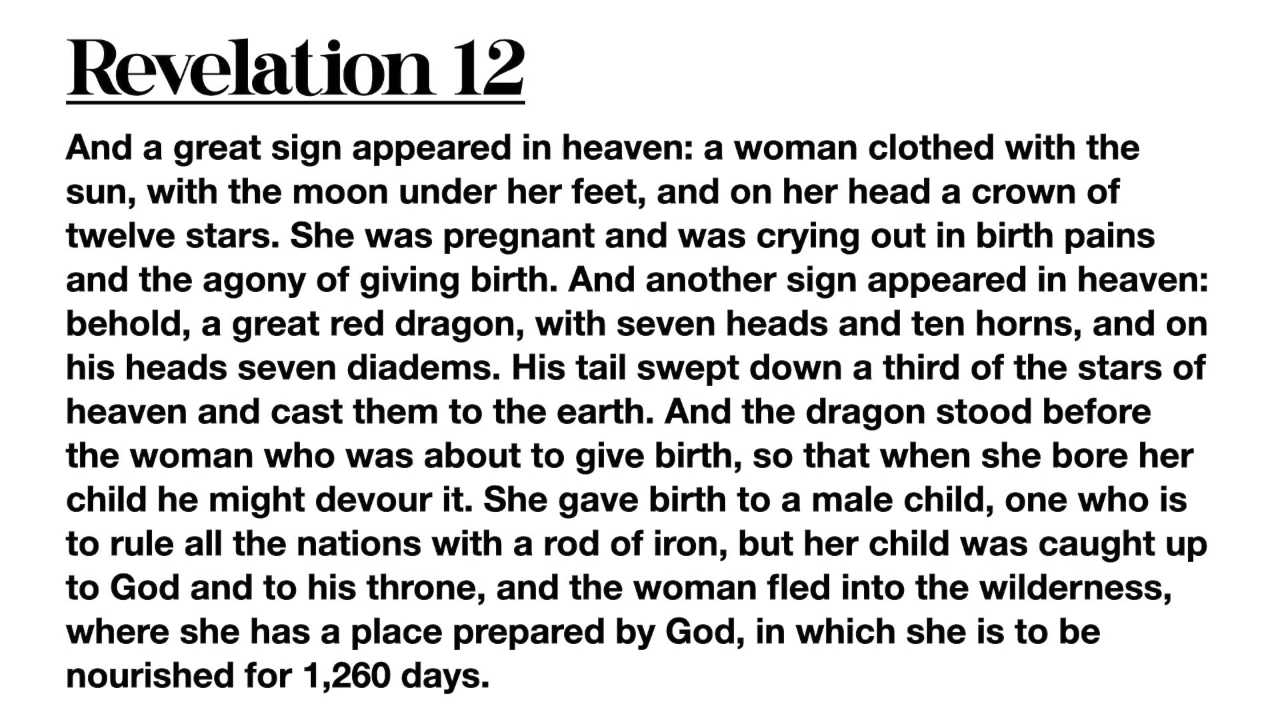 Revelation 12
And a great sign appeared in heaven: a woman clothed with the
sun, with the moon under her feet, and on her head a crown of
twelve stars. She was pregnant and was crying out in birth pains
and the agony of giving birth. And another sign appeared in heaven:
behold, a great red dragon, with seven heads and ten horns, and on
his heads seven diadems. His tail swept down a third of the stars of
heaven and cast them to the earth. And the dragon stood before
the woman who was about to give birth, so that when she bore her
child he might devour it. She gave birth to a male child, one who is
to rule all the nations with a rod of iron, but her child was caught up
to God and to his throne, and the woman fled into the wilderness,
where she has a place prepared by God, in which she is to be
nourished for 1,260 days.